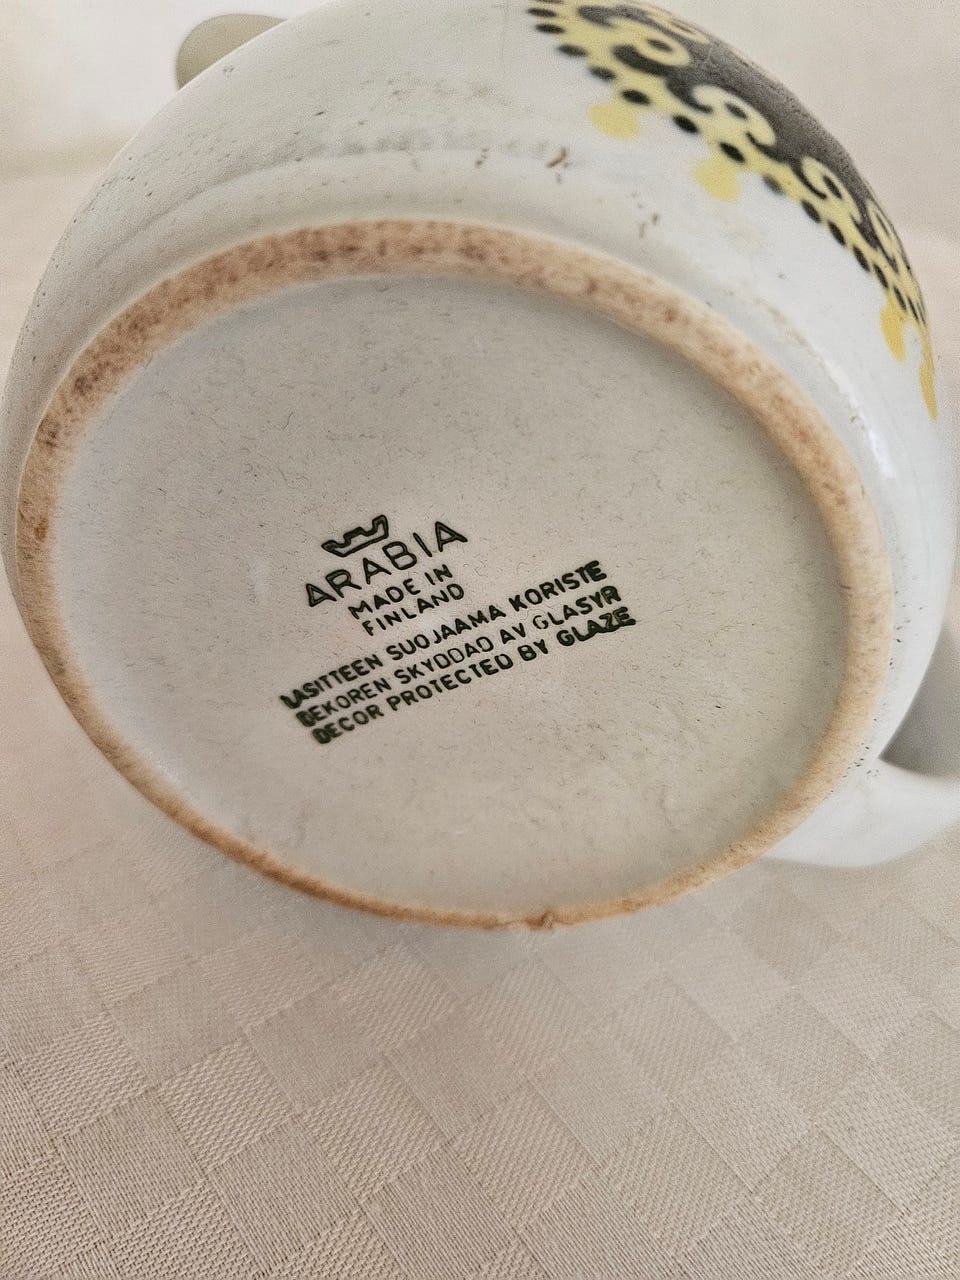 ARABIA
MADE IN
FINLAND
LASITTEEN SUOJAAMA KORISTE
DEKOREN SKYDDAD AV GLASYR
DECOR PROTECTED BY GLAZE